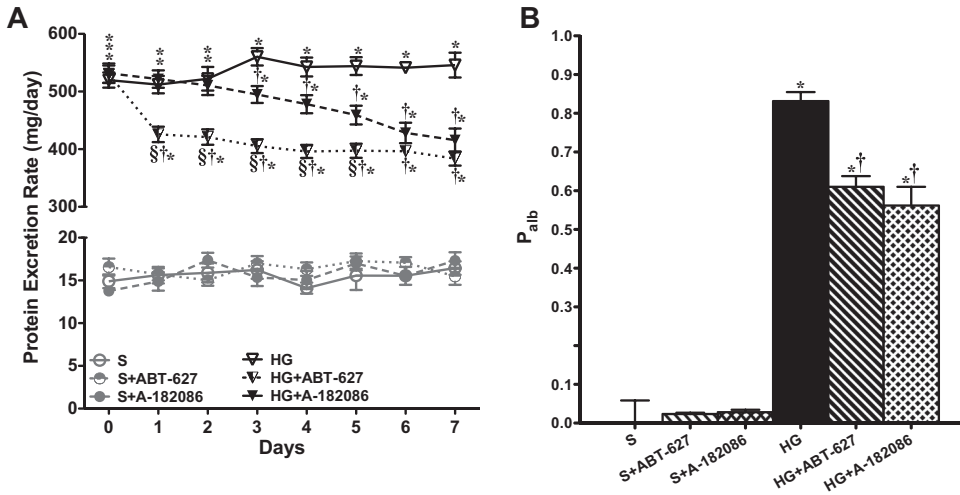 A
B
600
500
400
300
20
15
10
5
0
Protein Excretion Rate (mg/day)
* * * * * * * * * * * * *
†* †* †* †* †* †*
§†* §†* §†* §†* §†* †* †*
S
S+ABT-627
S+A-182086
HG
HG+ABT-627
HG+A-182086
0 1 2 3 4 5 6 7
Days
1.0
0.9
0.8
0.7
0.6
0.5
0.2
0.1
0.1
0.0
Palb
*
*†
*†
S
S+ABT-627
S+A-182086
HG
HG+ABT-627
HG+A-182086